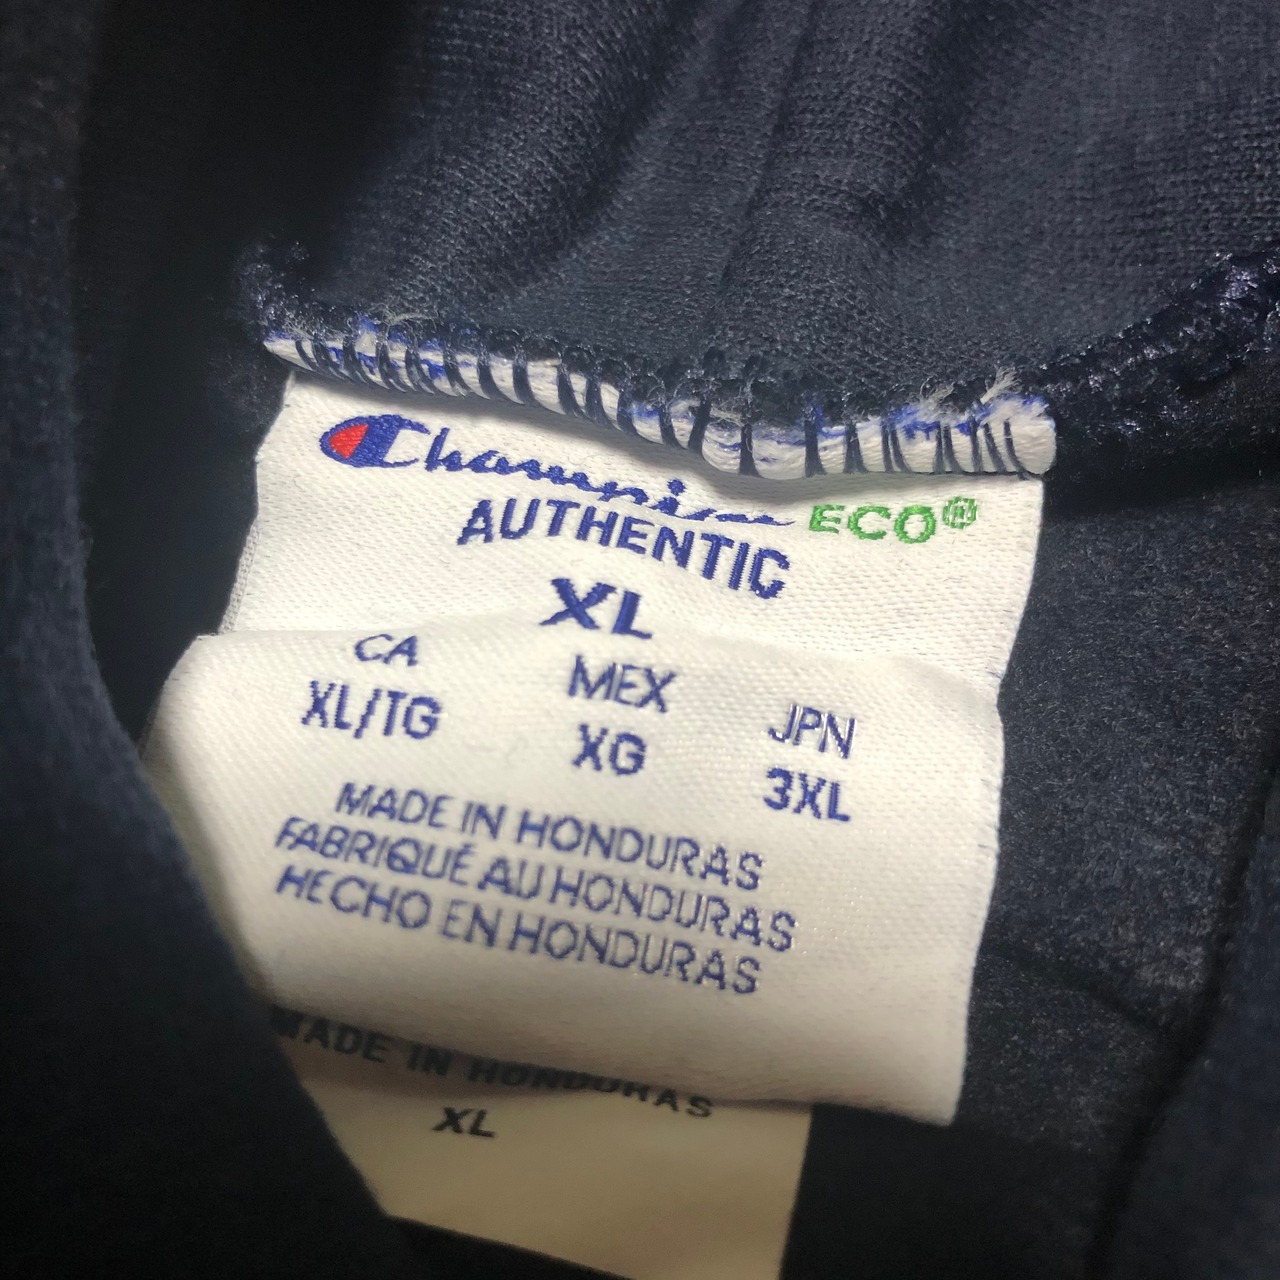 Champion ECO®
AUTHENTIC
XL
CA MEX JPN
XL/TG XG 3XL
MADE IN HONDURAS
FABRIQUÉ AU HONDURAS
HECHO EN HONDURAS
MADE IN HONDURAS
XL